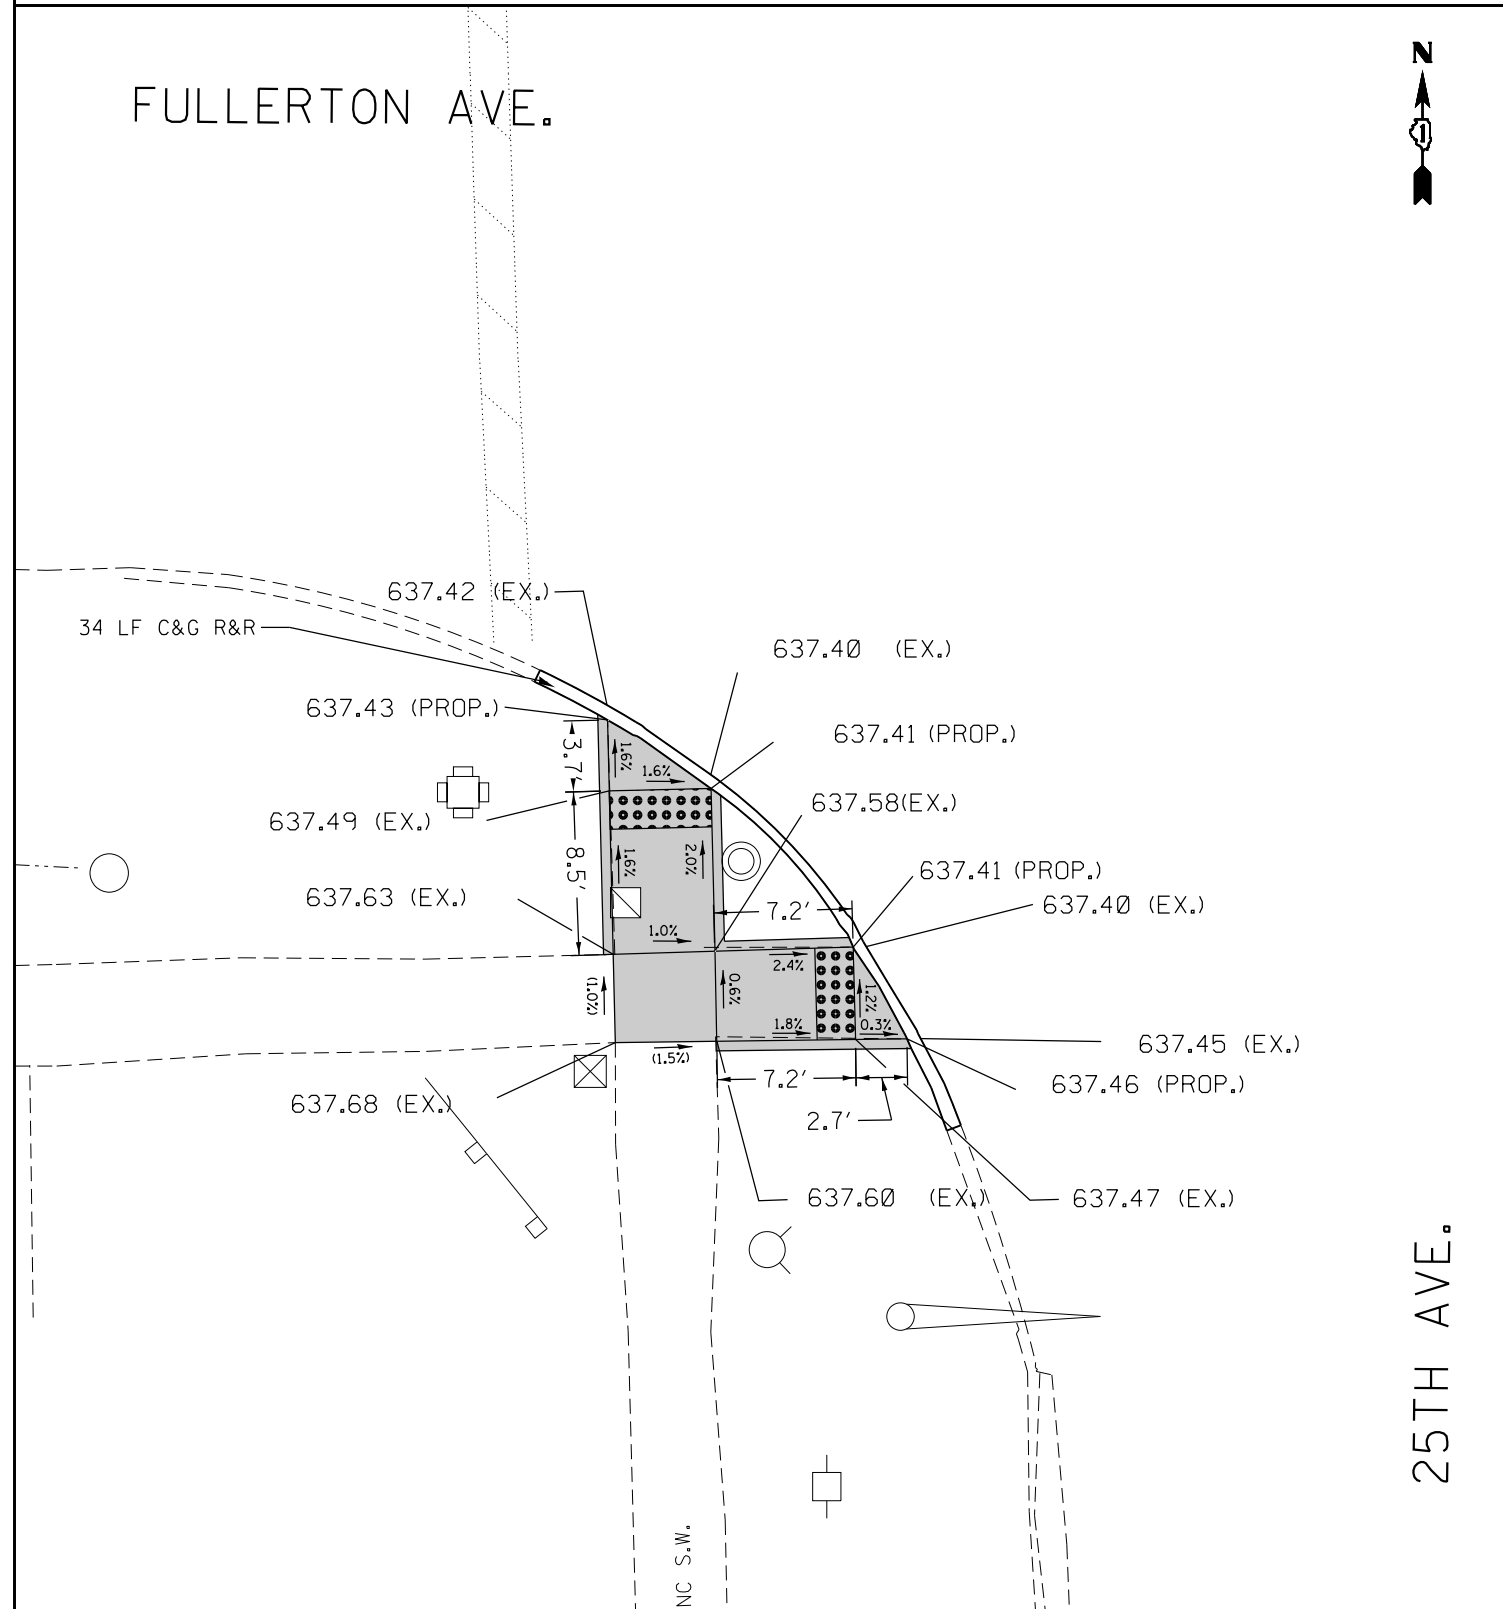 N
FULLERTON AVE.
1
637.42 (EX.)
34 LF C&G R&R
637.40 (EX.)
637.43 (PROP.)
637.41 (PROP.)
3.7'
1.6%
1.6%
637.58(EX.)
637.49 (EX.)
8.5'
1.6%
2.0%
637.41 (PROP.)
637.63 (EX.)
7.2'
637.40 (EX.)
1.0%
2.4%
(1.0%)
0.6%
1.2%
1.8%
0.3%
637.45 (EX.)
(1.5%)
7.2'
637.46 (PROP.)
637.68 (EX.)
2.7'
637.60 (EX.)
637.47 (EX.)
25TH AVE.
NC S.W.